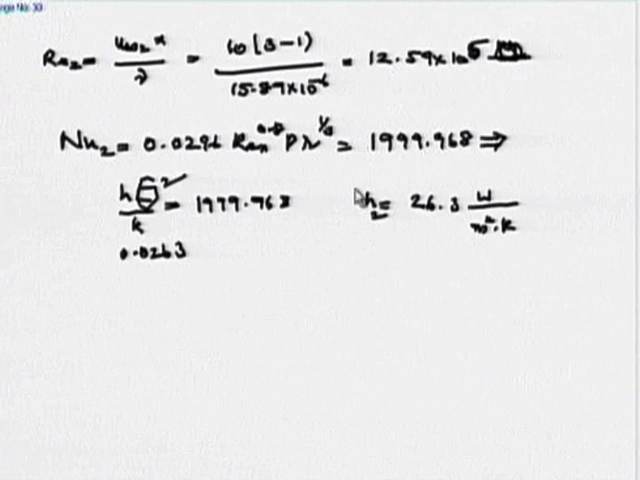 Re₂ = u∞₂ x / ν = 10(3-1) / 15.89×10⁻⁶ = 12.59×10⁵
Nu₂ = 0.0296 Reₓ^0.8 Pr^1/3 = 1999.968 ⇒
h 2 / k = 1999.968 h₂ = 26.3 W / m².K
0.0263